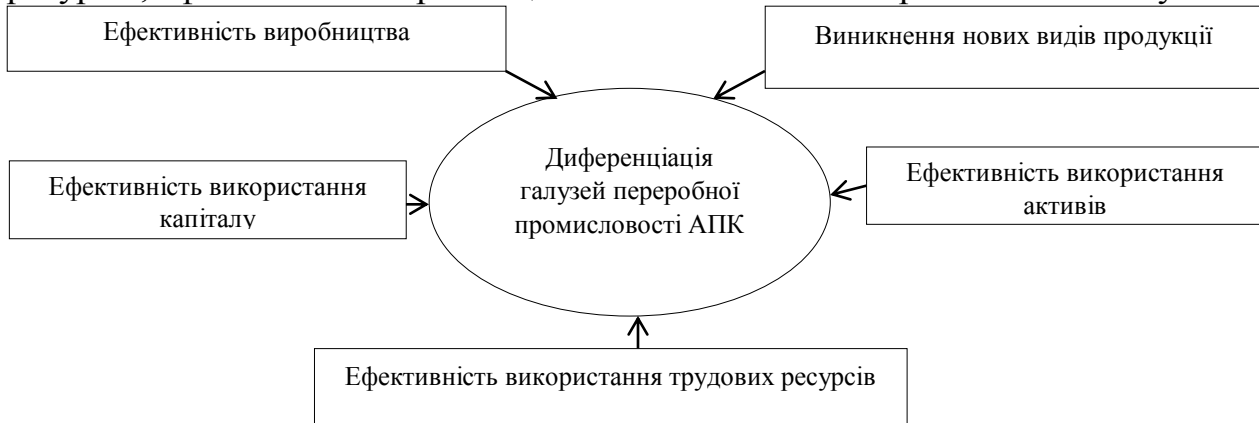 Ефективність виробництва
Виникнення нових видів продукції
Диференціація
галузей переробної
промисловості АПК
Ефективність використання
капіталу
Ефективність використання
активів
Ефективність використання трудових ресурсів